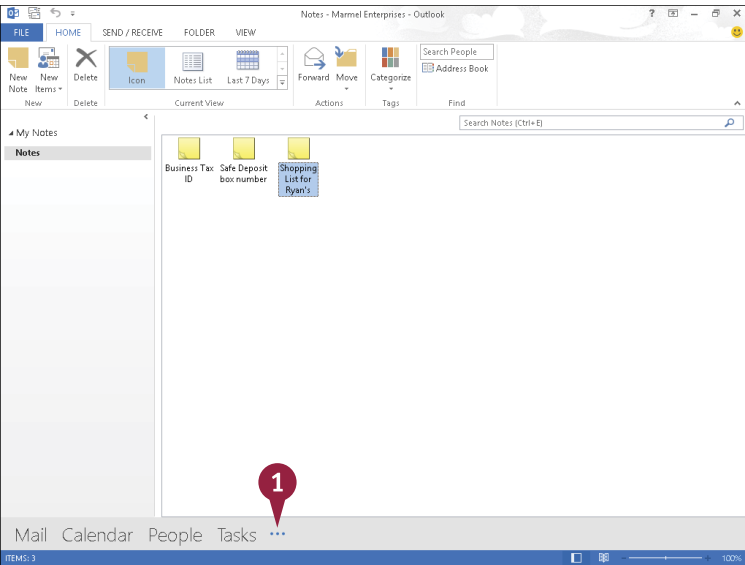 Notes - Marmel Enterprises - Outlook
?
FILE HOME SEND / RECEIVE FOLDER VIEW
New Note
New Items
Delete
Icon
Notes List
Last 7 Days
Forward
Move
Categorize
Search People
Address Book
New Delete Current View Actions Tags Find
Search Notes (Ctrl+E)
My Notes
Notes
Business Tax
ID
Safe Deposit
box number
Shopping
List for
Ryan's
1
Mail Calendar People Tasks ...
ITEMS: 3
100%